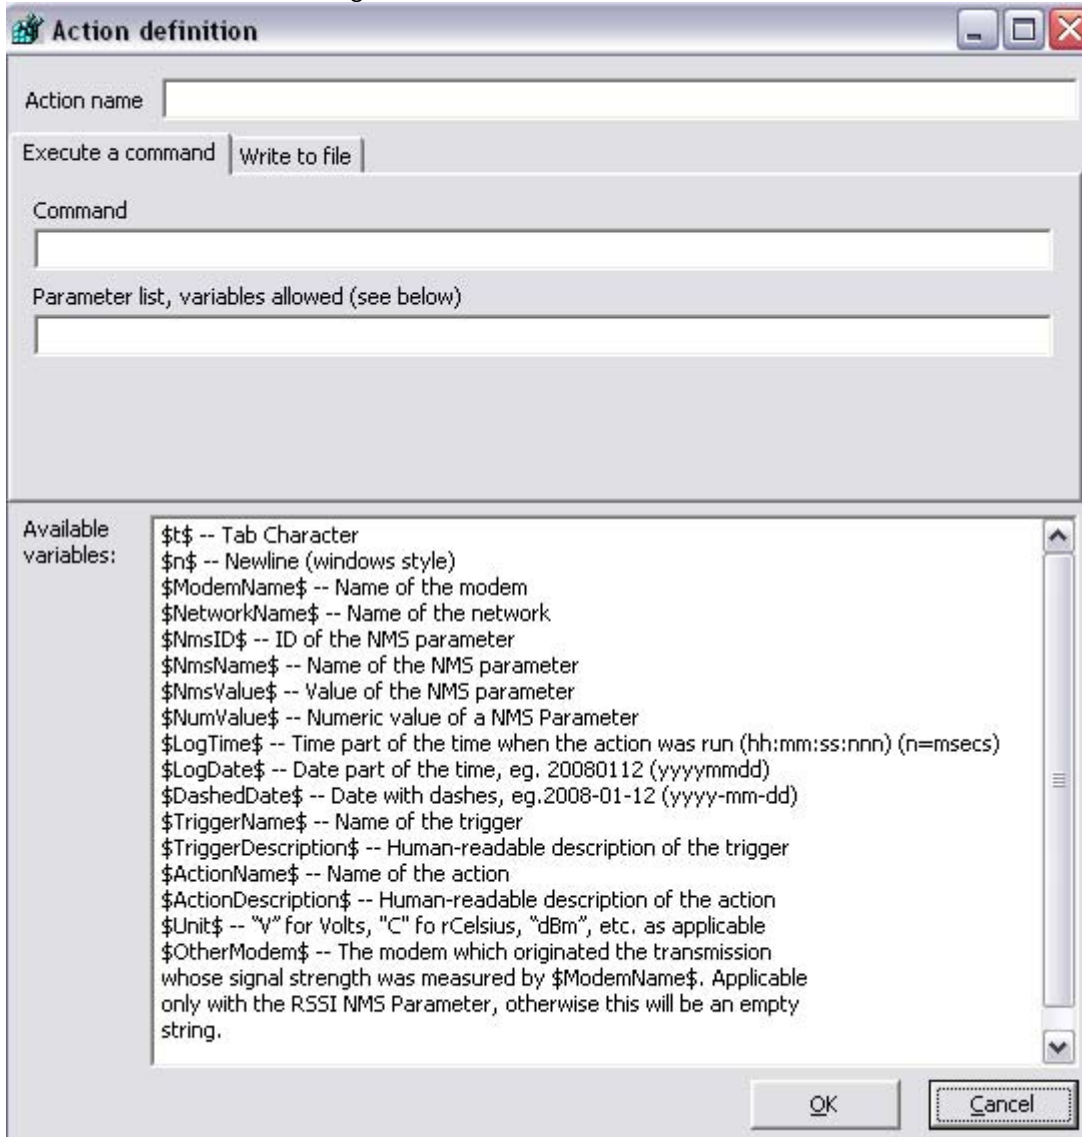 Action definition
Action name
Execute a command
Write to file
Command
Parameter list, variables allowed (see below)
Available
variables:
$t$ -- Tab Character
$n$ -- Newline (windows style)
$ModemName$ -- Name of the modem
$NetworkName$ -- Name of the network
$NmsID$ -- ID of the NMS parameter
$NmsName$ -- Name of the NMS parameter
$NmsValue$ -- Value of the NMS parameter
$NumValue$ -- Numeric value of a NMS Parameter
$LogTime$ -- Time part of the time when the action was run (hh:mm:ss:nnn) (n=msecs)
$LogDate$ -- Date part of the time, eg. 20080112 (yyyymmdd)
$DashedDate$ -- Date with dashes, eg.2008-01-12 (yyyy-mm-dd)
$TriggerName$ -- Name of the trigger
$TriggerDescription$ -- Human-readable description of the trigger
$ActionName$ -- Name of the action
$ActionDescription$ -- Human-readable description of the action
$Unit$ -- "V" for Volts, "C" fo rCelsius, "dBm", etc. as applicable
$OtherModem$ -- The modem which originated the transmission
whose signal strength was measured by $ModemName$. Applicable
only with the RSSI NMS Parameter, otherwise this will be an empty
string.
OK
Cancel